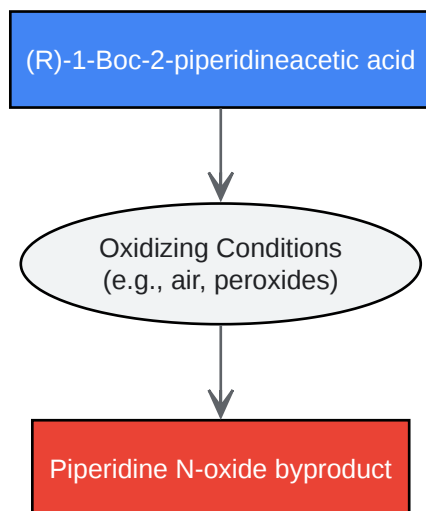 (R)-1-Boc-2-piperidineacetic acid
Oxidizing Conditions
(e.g., air, peroxides)
Piperidine N-oxide byproduct